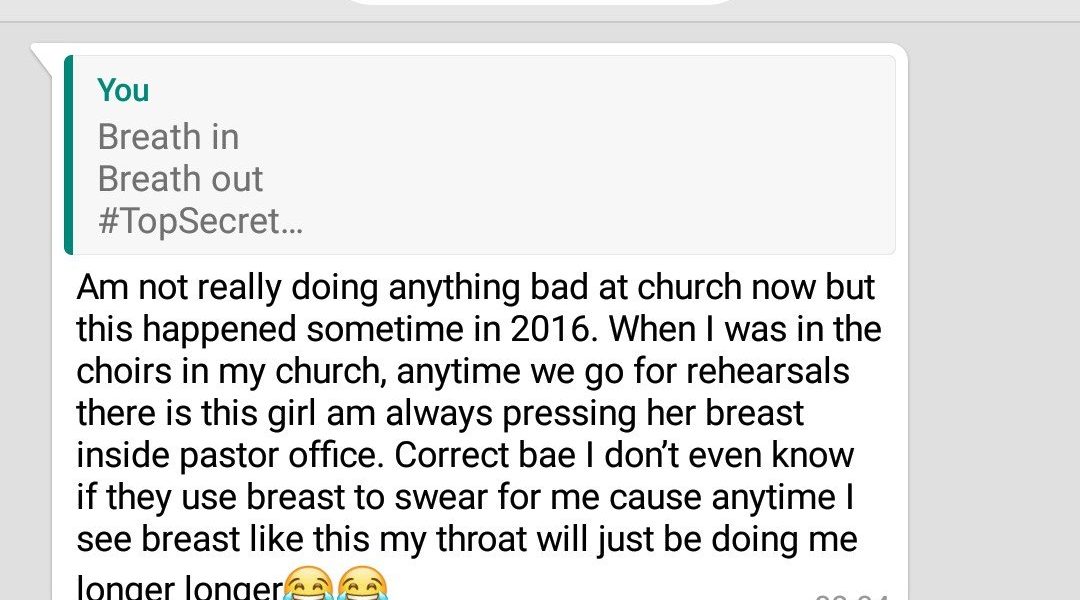 You
Breath in
Breath out
#TopSecret...
Am not really doing anything bad at church now but
this happened sometime in 2016. When I was in the
choirs in my church, anytime we go for rehearsals
there is this girl am always pressing her breast
inside pastor office. Correct bae I don’t even know
if they use breast to swear for me cause anytime I
see breast like this my throat will just be doing me
longer longer😂😂